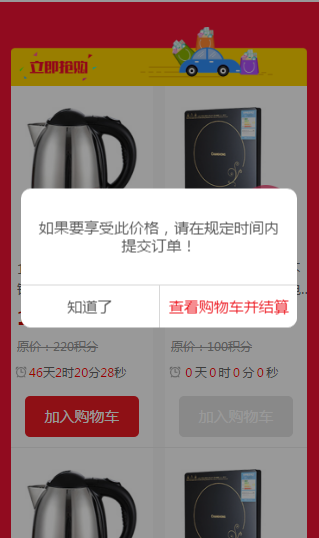 立即抢购
如果要享受此价格，请在规定时间内
提交订单！
知道了
查看购物车并结算
原价：220积分
原价：100积分
46天2时20分28秒
0天0时0分0秒
加入购物车
加入购物车